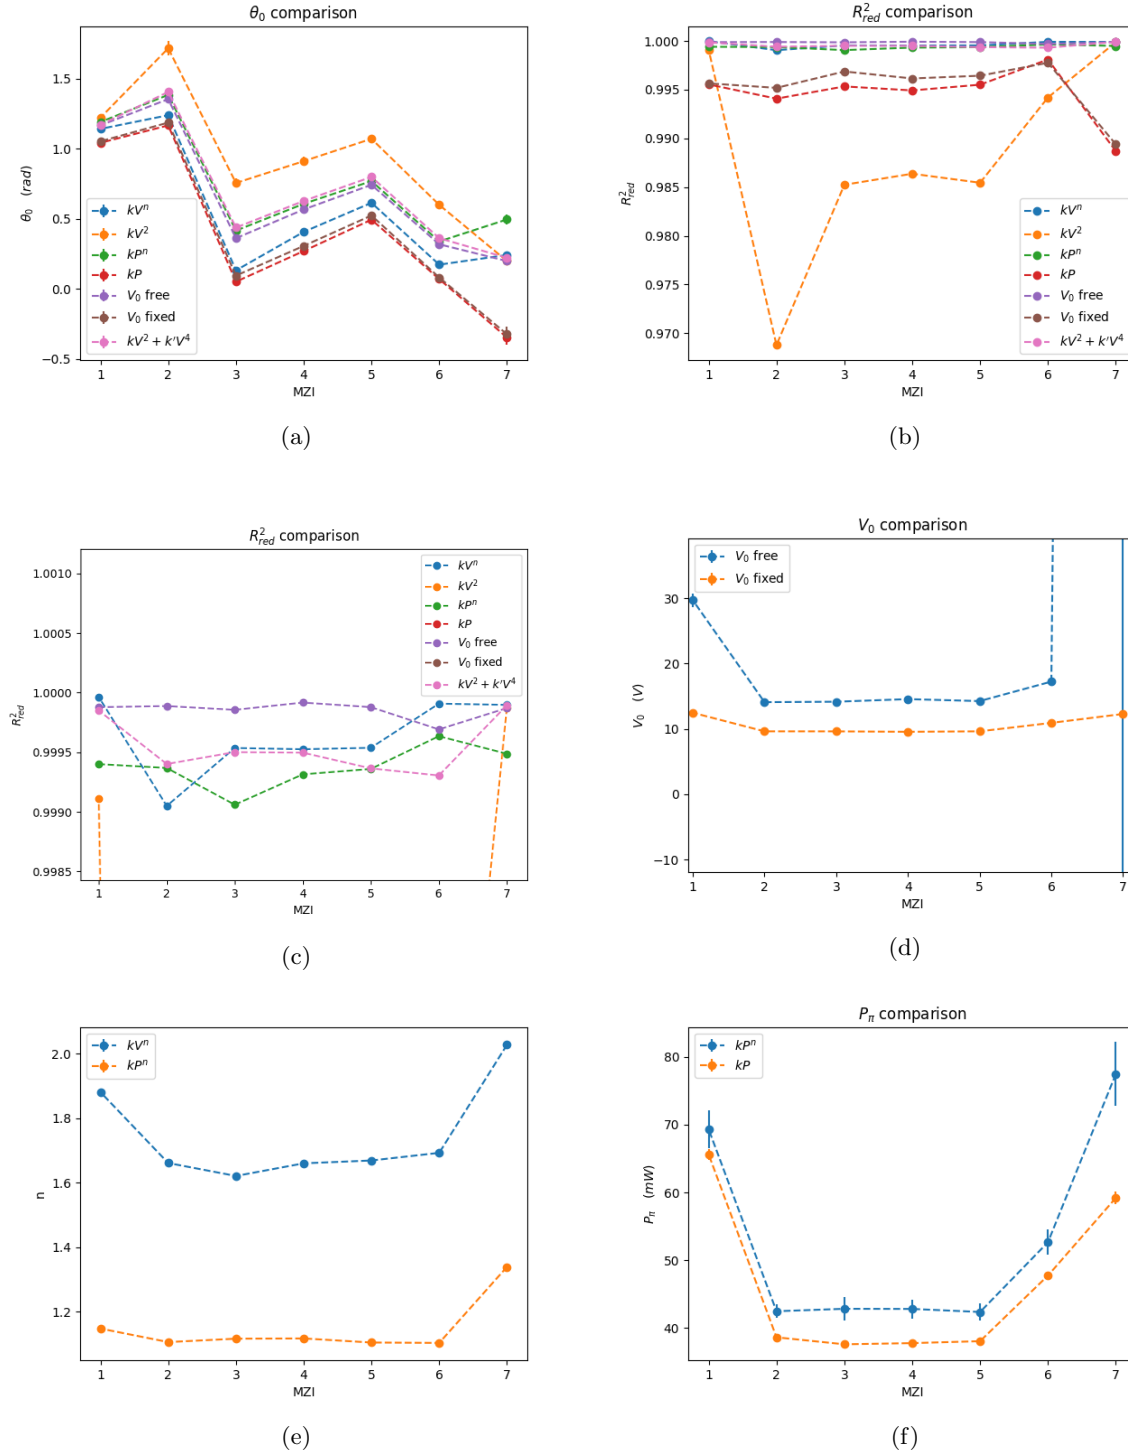 θ₀ comparison
θ₀ (rad)
1.5
1.0
0.5
0.0
−0.5
kVⁿ
kV²
kPⁿ
kP
V₀ free
V₀ fixed
kV² + k′V⁴
1 2 3 4 5 6 7
MZI
(a)
R²_red comparison
R²_red
1.000
0.995
0.990
0.985
0.980
0.975
0.970
kVⁿ
kV²
kPⁿ
kP
V₀ free
V₀ fixed
kV² + k′V⁴
1 2 3 4 5 6 7
MZI
(b)
R²_red comparison
R²_red
1.0010
1.0005
1.0000
0.9995
0.9990
0.9985
kVⁿ
kV²
kPⁿ
kP
V₀ free
V₀ fixed
kV² + k′V⁴
1 2 3 4 5 6 7
MZI
(c)
V₀ comparison
V₀ (V)
30
20
10
0
−10
V₀ free
V₀ fixed
1 2 3 4 5 6 7
MZI
(d)
n
2.0
1.8
1.6
1.4
1.2
kVⁿ
kPⁿ
1 2 3 4 5 6 7
MZI
(e)
P_π comparison
P_π (mW)
80
70
60
50
40
kPⁿ
kP
1 2 3 4 5 6 7
MZI
(f)